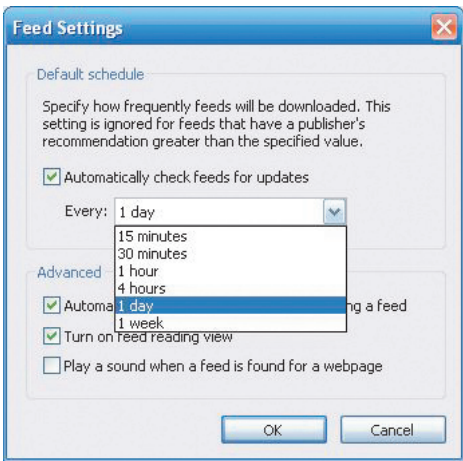 Feed Settings
Default schedule
Specify how frequently feeds will be downloaded. This
setting is ignored for feeds that have a publisher's
recommendation greater than the specified value.
Automatically check feeds for updates
Every: 1 day
15 minutes
30 minutes
1 hour
4 hours
1 day
1 week
Advanced
Automa ng a feed
Turn on feed reading view
Play a sound when a feed is found for a webpage
OK Cancel